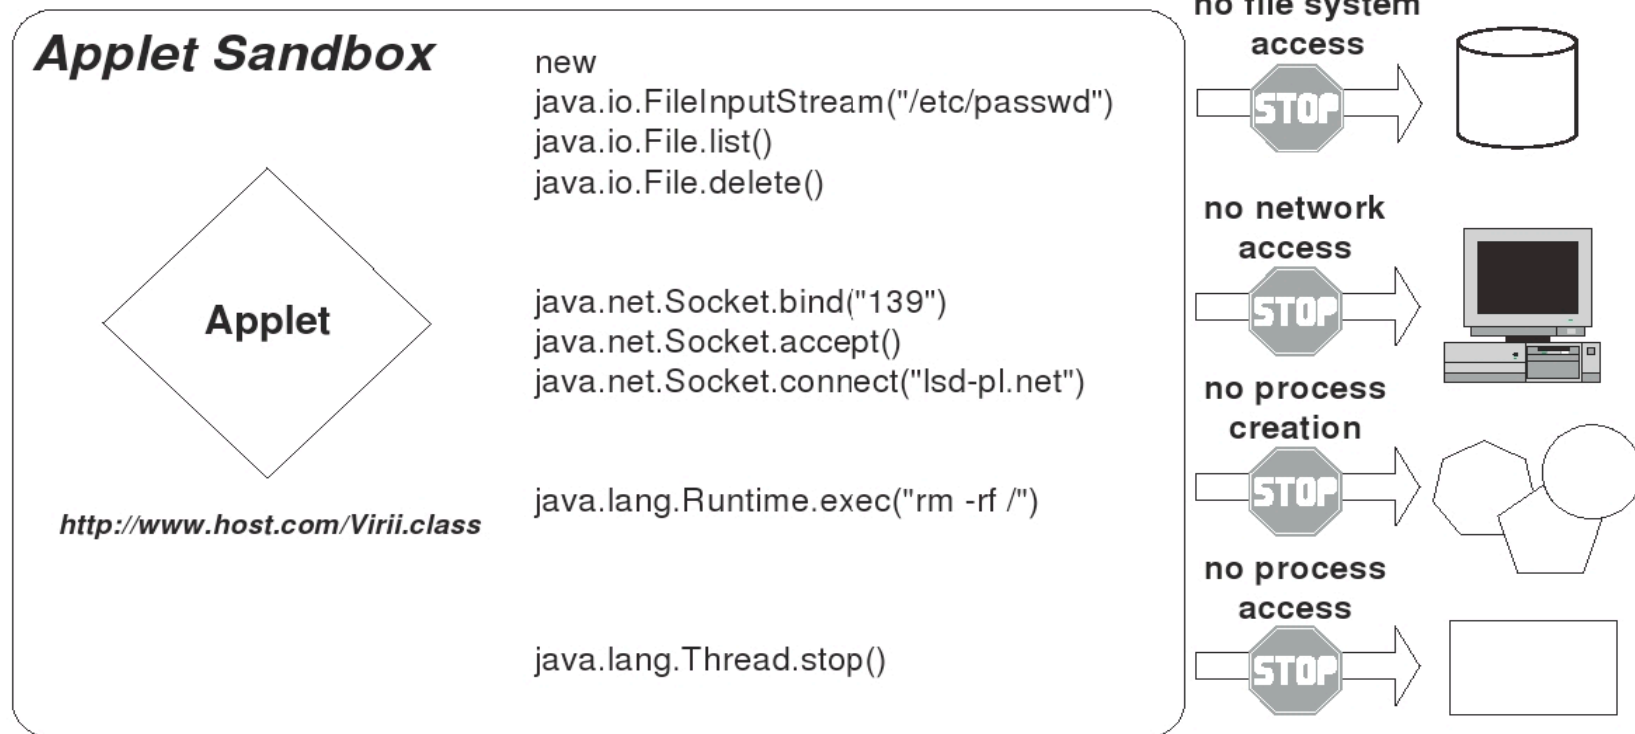 Applet Sandbox
new
java.io.FileInputStream("/etc/passwd")
java.io.File.list()
java.io.File.delete()
java.net.Socket.bind("139")
java.net.Socket.accept()
java.net.Socket.connect("lsd-pl.net")
java.lang.Runtime.exec("rm -rf /")
java.lang.Thread.stop()
Applet
http://www.host.com/Virii.class
no file system
access
STOP
no network
access
STOP
no process
creation
STOP
no process
access
STOP